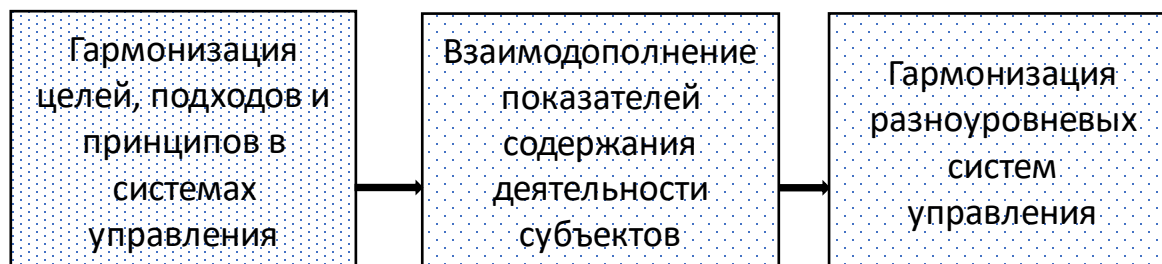 Гармонизация
целей, подходов и
принципов в
системах
управления
Взаимодополнение
показателей
содержания
деятельности
субъектов
Гармонизация
разноуровневых
систем
управления